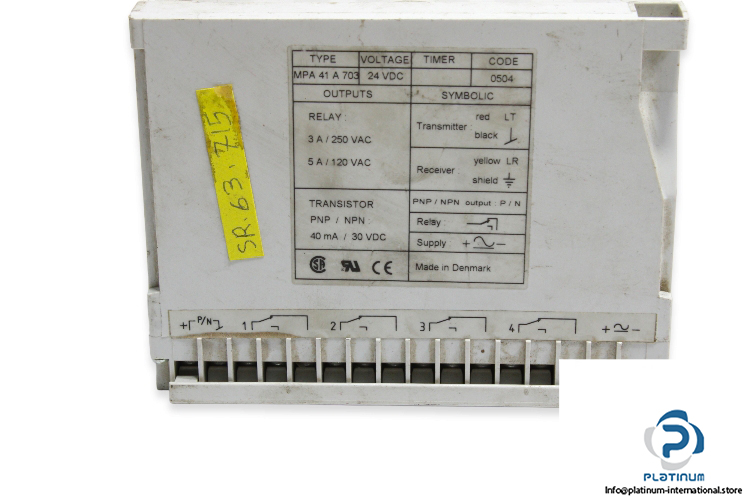 TYPE VOLTAGE TIMER CODE
MPA 41 A 703 24 VDC 0504
OUTPUTS SYMBOLIC
RELAY :
3 A / 250 VAC
5 A / 120 VAC
Transmitter : red LT
black
Receiver : yellow LR
shield
TRANSISTOR
PNP / NPN :
40 mA / 30 VDC
PNP / NPN output : P / N
Relay :
Supply + ~ –
CE
Made in Denmark
SR.63.715
+ P/N 1 2 3 4 + ~ –
PLATINUM
Info@platinum-international.store